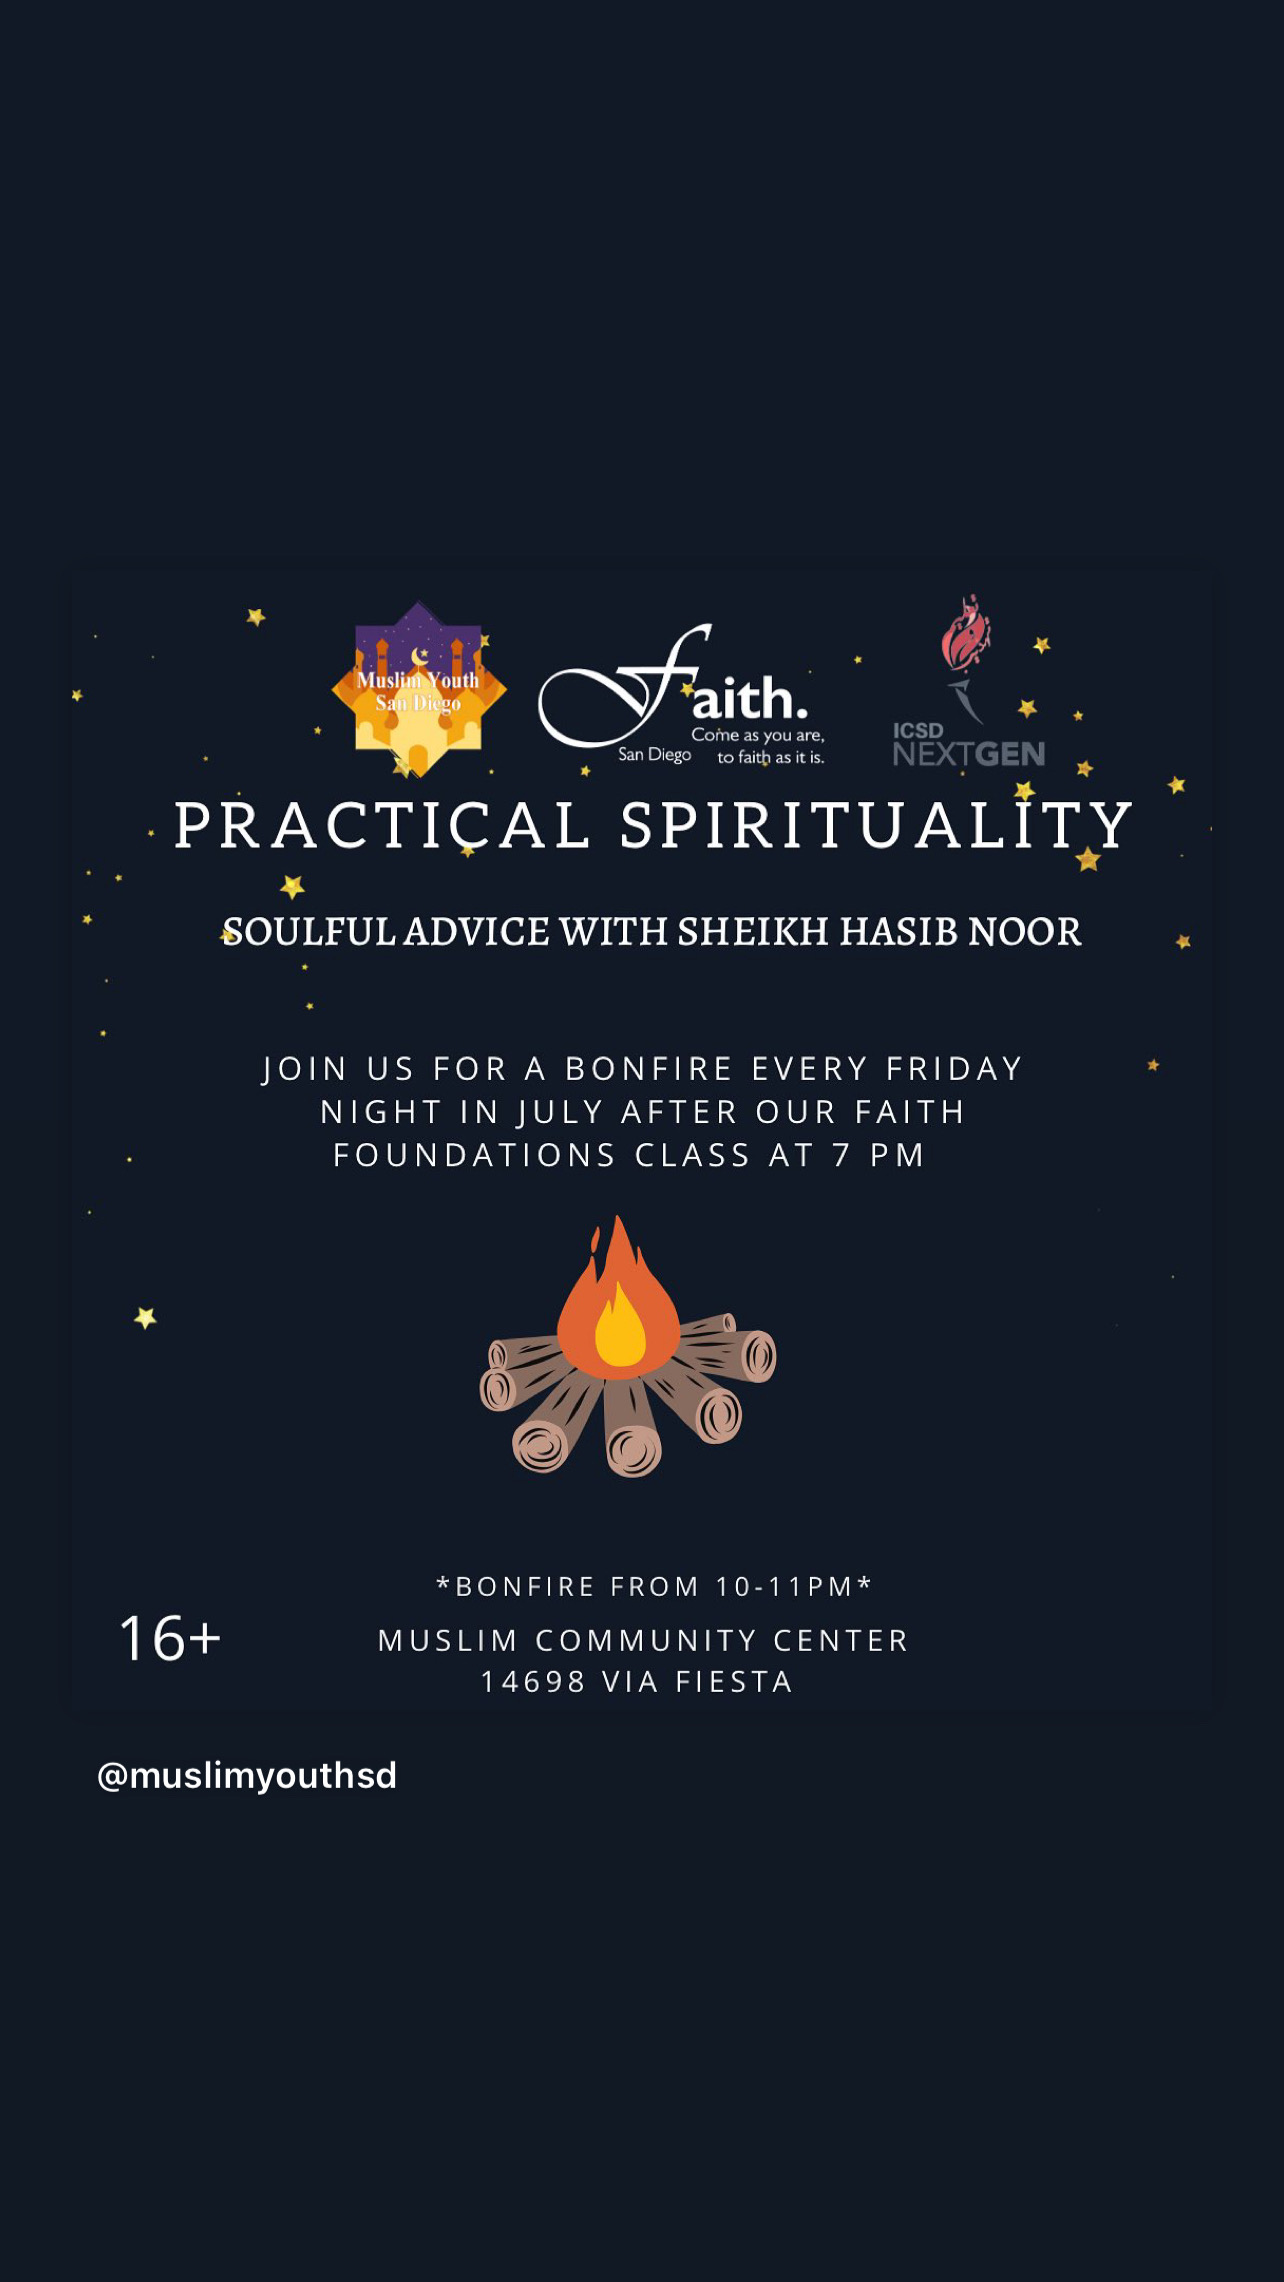 Muslim Youth
San Diego
Faith.
Come as you are,
San Diego to faith as it is.
ICSD
NEXTGEN
PRACTICAL SPIRITUALITY
SOULFUL ADVICE WITH SHEIKH HASIB NOOR
JOIN US FOR A BONFIRE EVERY FRIDAY
NIGHT IN JULY AFTER OUR FAITH
FOUNDATIONS CLASS AT 7 PM
*BONFIRE FROM 10-11PM*
16+
MUSLIM COMMUNITY CENTER
14698 VIA FIESTA
@muslimyouthsd